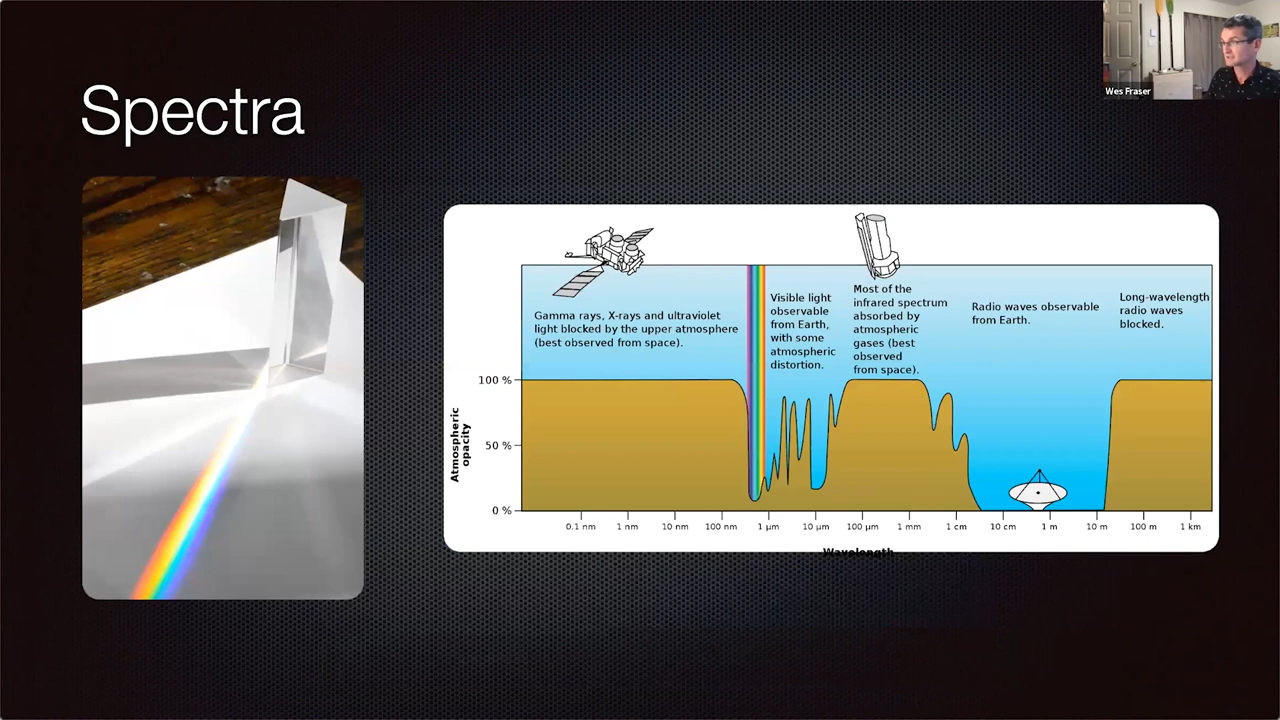 Spectra
Wes Fraser
Gamma rays, X-rays and ultraviolet
light blocked by the upper atmosphere
(best observed from space).
Visible light
observable
from Earth,
with some
atmospheric
distortion.
Most of the
infrared spectrum
absorbed by
atmospheric
gases (best
observed
from space).
Radio waves observable
from Earth.
Long-wavelength
radio waves
blocked.
Atmospheric
opacity
100 %
50 %
0 %
0.1 nm 1 nm 10 nm 100 nm 1 μm 10 μm 100 μm 1 mm 1 cm 10 cm 1 m 10 m 100 m 1 km
Wavelength